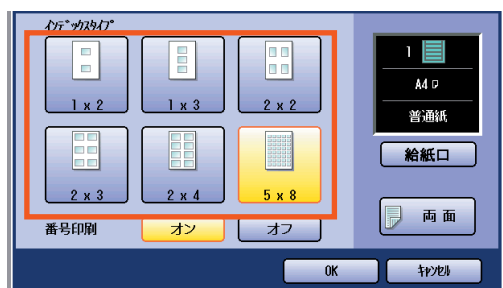 ｲﾝﾃﾞｯｸｽﾀｲﾌﾟ
1 x 2
1 x 3
2 x 2
2 x 3
2 x 4
5 x 8
番号印刷
オン
オフ
1
A4
普通紙
給紙口
両面
OK
ｷｬﾝｾﾙ